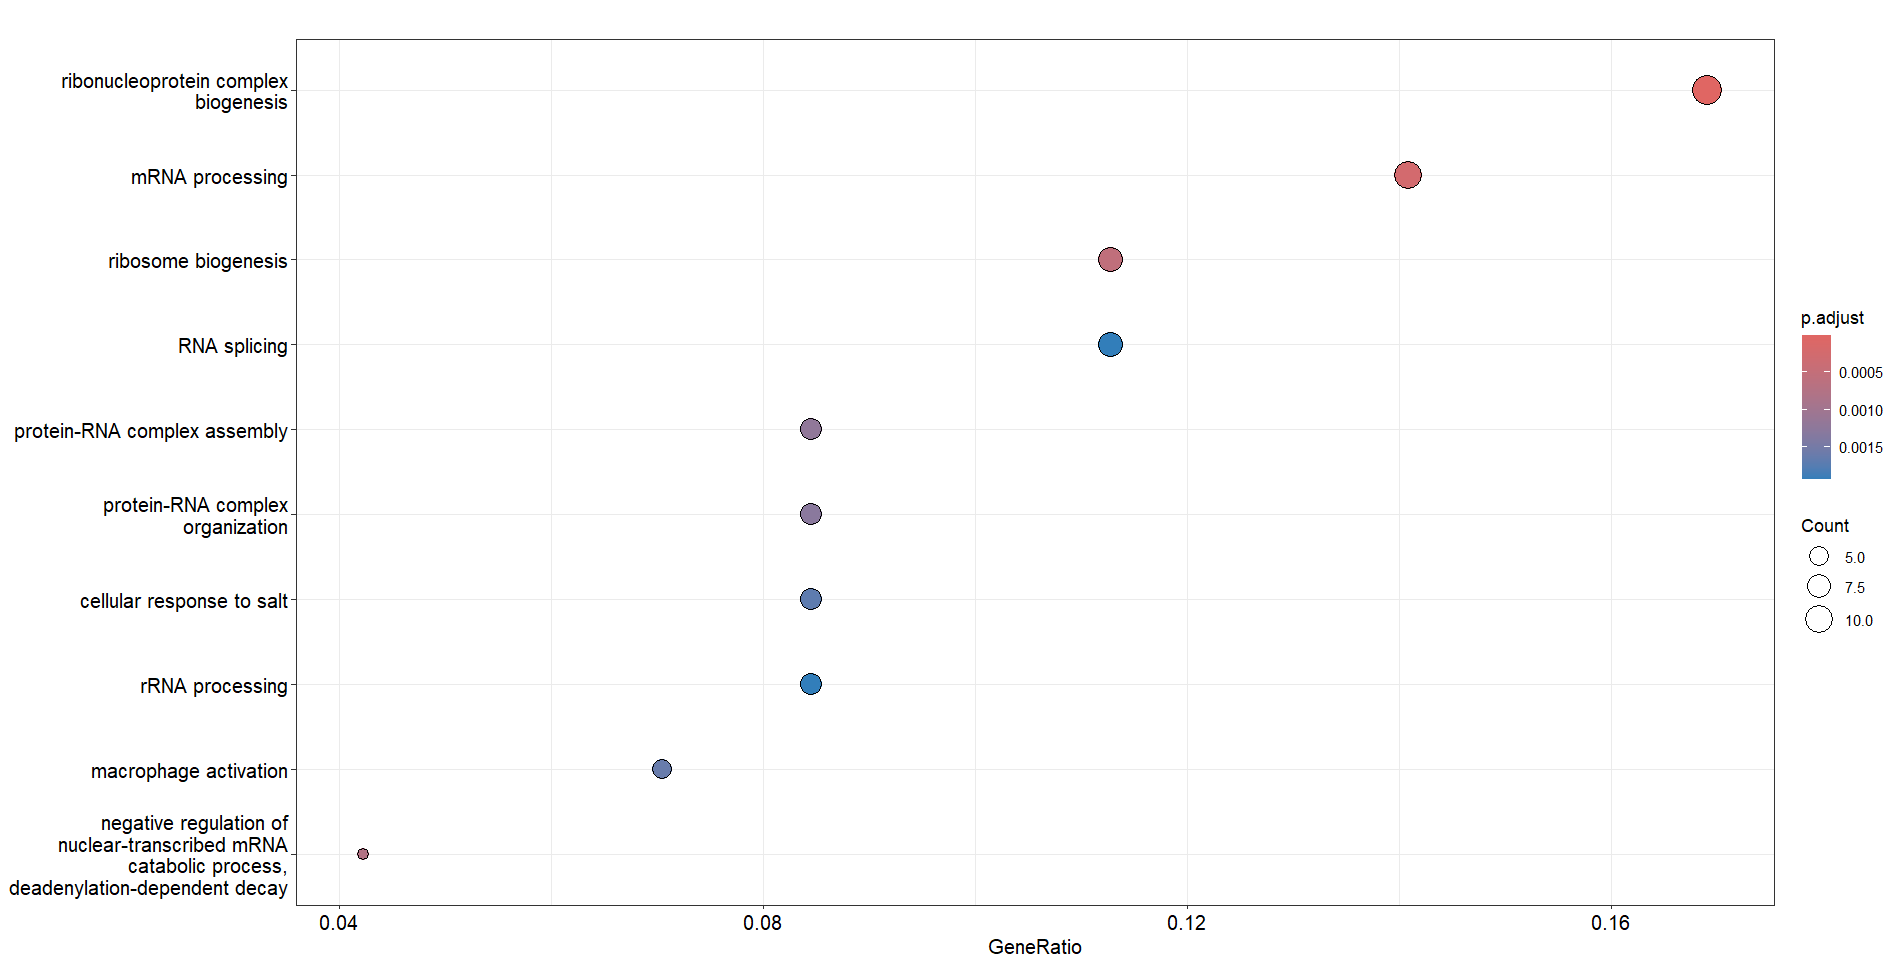 ribonucleoprotein complex
biogenesis
mRNA processing
ribosome biogenesis
RNA splicing
protein-RNA complex assembly
protein-RNA complex
organization
cellular response to salt
rRNA processing
macrophage activation
negative regulation of
nuclear-transcribed mRNA
catabolic process,
deadenylation-dependent decay
0.04
0.08
0.12
0.16
GeneRatio
p.adjust
0.0005
0.0010
0.0015
Count
5.0
7.5
10.0